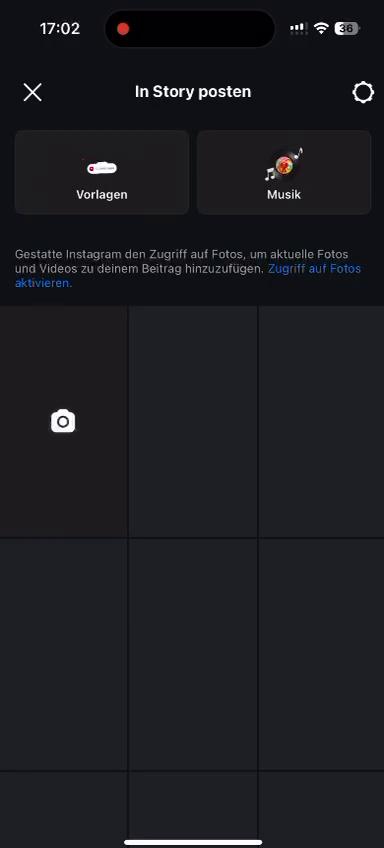 17:02
36
In Story posten
Vorlagen
Musik
Gestatte Instagram den Zugriff auf Fotos, um aktuelle Fotos
und Videos zu deinem Beitrag hinzuzufügen. Zugriff auf Fotos
aktivieren.